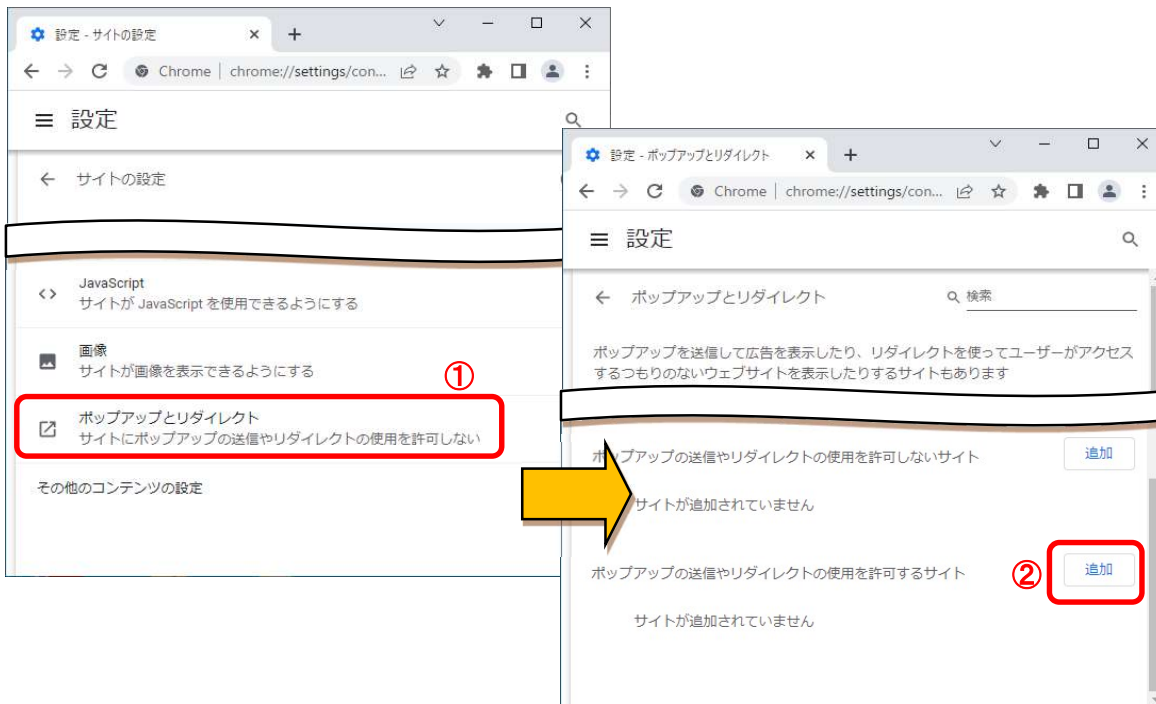 設定 - サイトの設定
Chrome | chrome://settings/con...
設定
サイトの設定
JavaScript
サイトが JavaScript を使用できるようにする
画像
サイトが画像を表示できるようにする
①
ポップアップとリダイレクト
サイトにポップアップの送信やリダイレクトの使用を許可しない
その他のコンテンツの設定
設定 - ポップアップとリダイレクト
Chrome | chrome://settings/con...
設定
ポップアップとリダイレクト
検索
ポップアップを送信して広告を表示したり、リダイレクトを使ってユーザーがアクセス
するつもりのないウェブサイトを表示したりするサイトもあります
ポップアップの送信やリダイレクトの使用を許可しないサイト
追加
サイトが追加されていません
ポップアップの送信やリダイレクトの使用を許可するサイト
②
追加
サイトが追加されていません